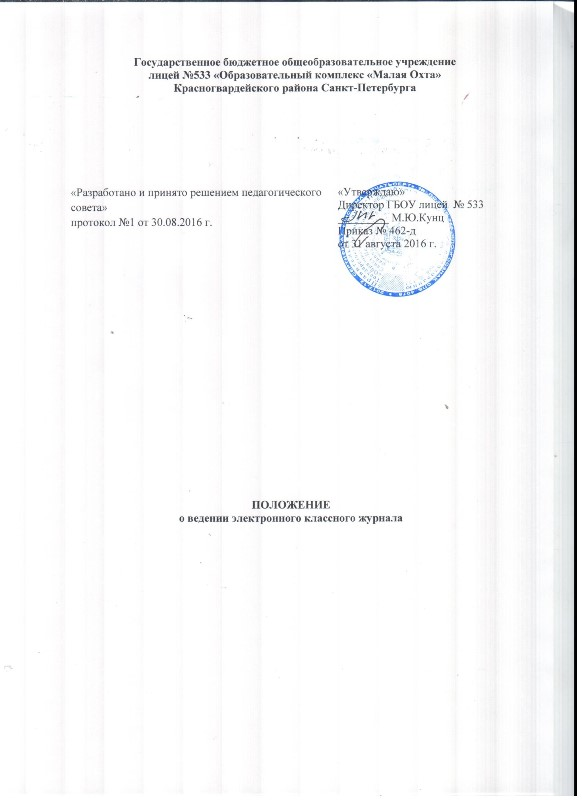 Государственное бюджетное общеобразовательное учреждение
лицей №533 «Образовательный комплекс «Малая Охта»
Красногвардейского района Санкт-Петербурга
«Разработано и принято решением педагогического
совета»
протокол №1 от 30.08.2016 г.
«Утверждаю»
Директор ГБОУ лицей № 533
М.Ю.Кунц
Приказ № 462-д
от 31 августа 2016 г.
ПОЛОЖЕНИЕ
о ведении электронного классного журнала